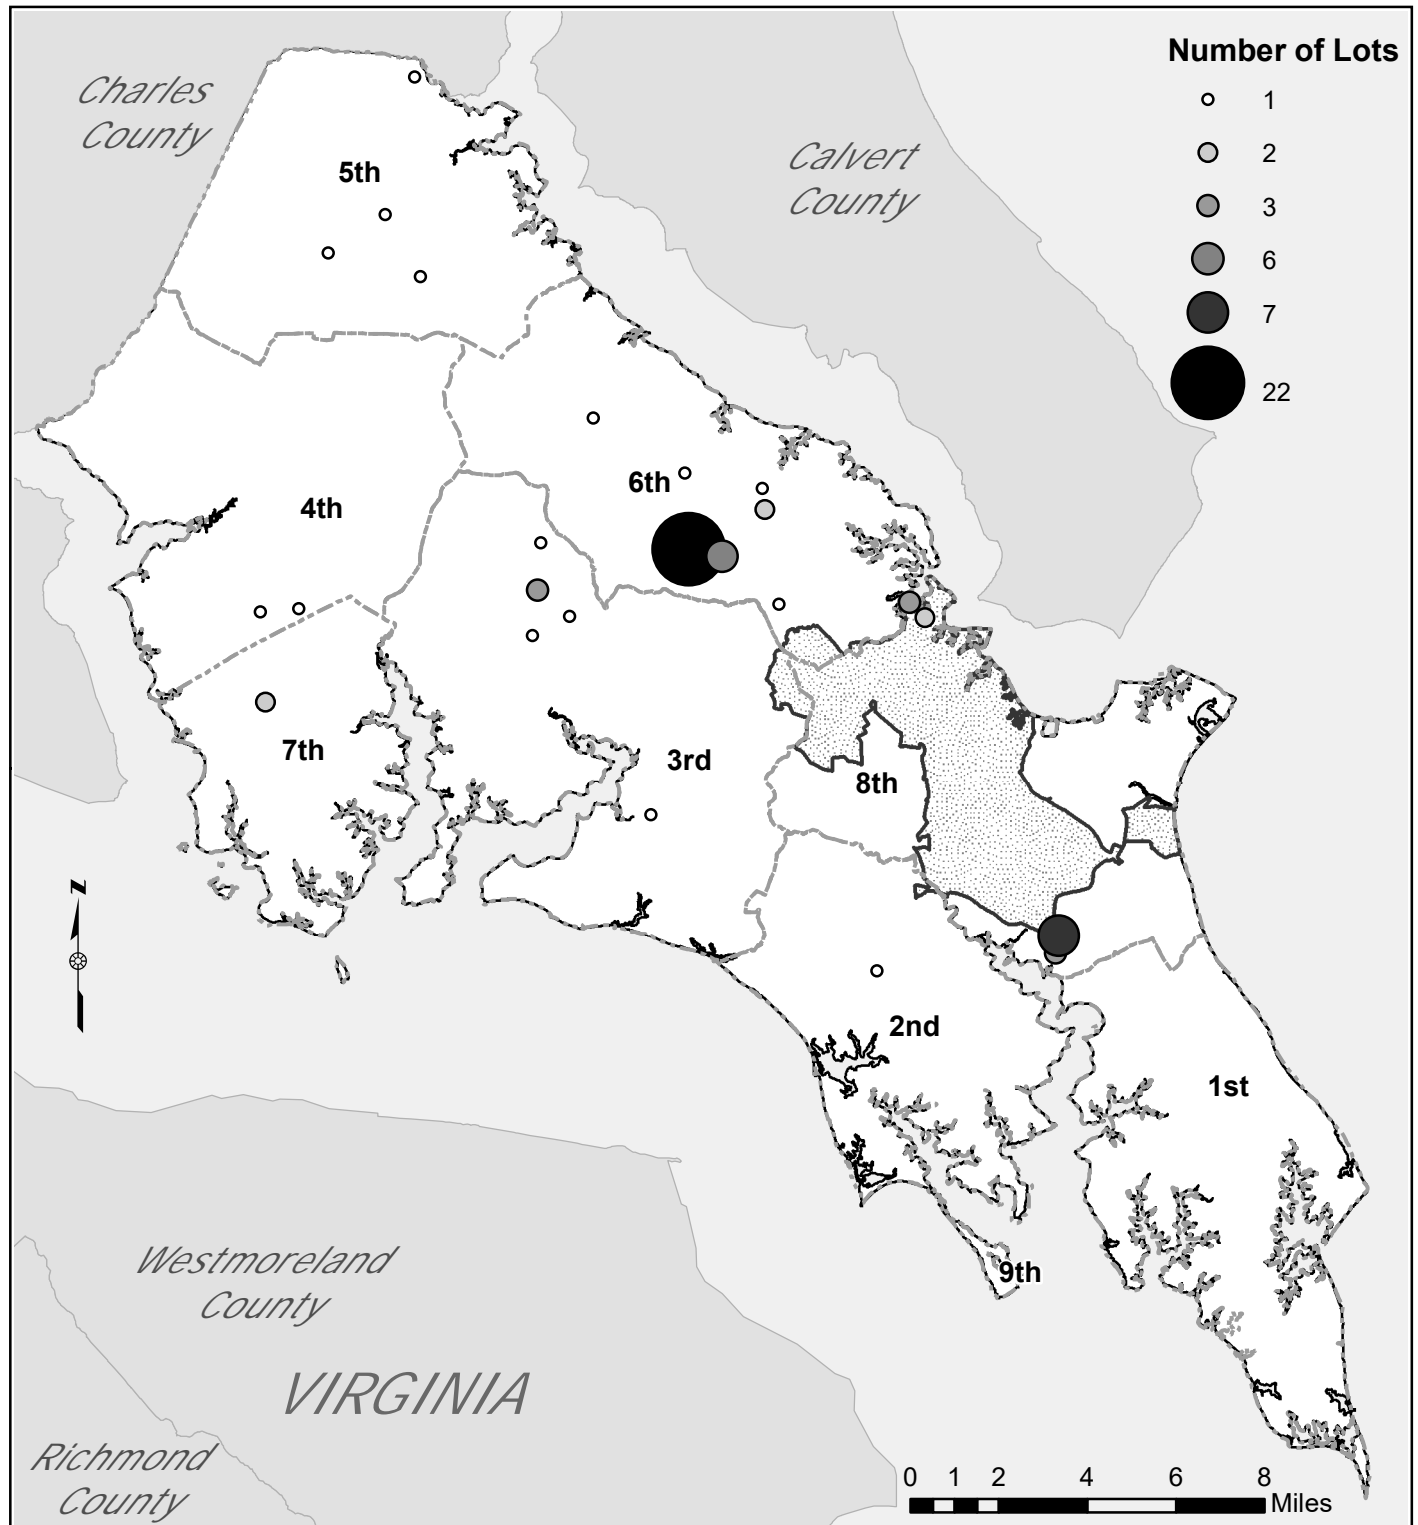 Number of Lots
1
2
3
6
7
22
Charles
County
Calvert
County
5th
6th
4th
7th
3rd
8th
2nd
1st
9th
N
Westmoreland
County
VIRGINIA
Richmond
County
0 1 2 4 6 8
Miles